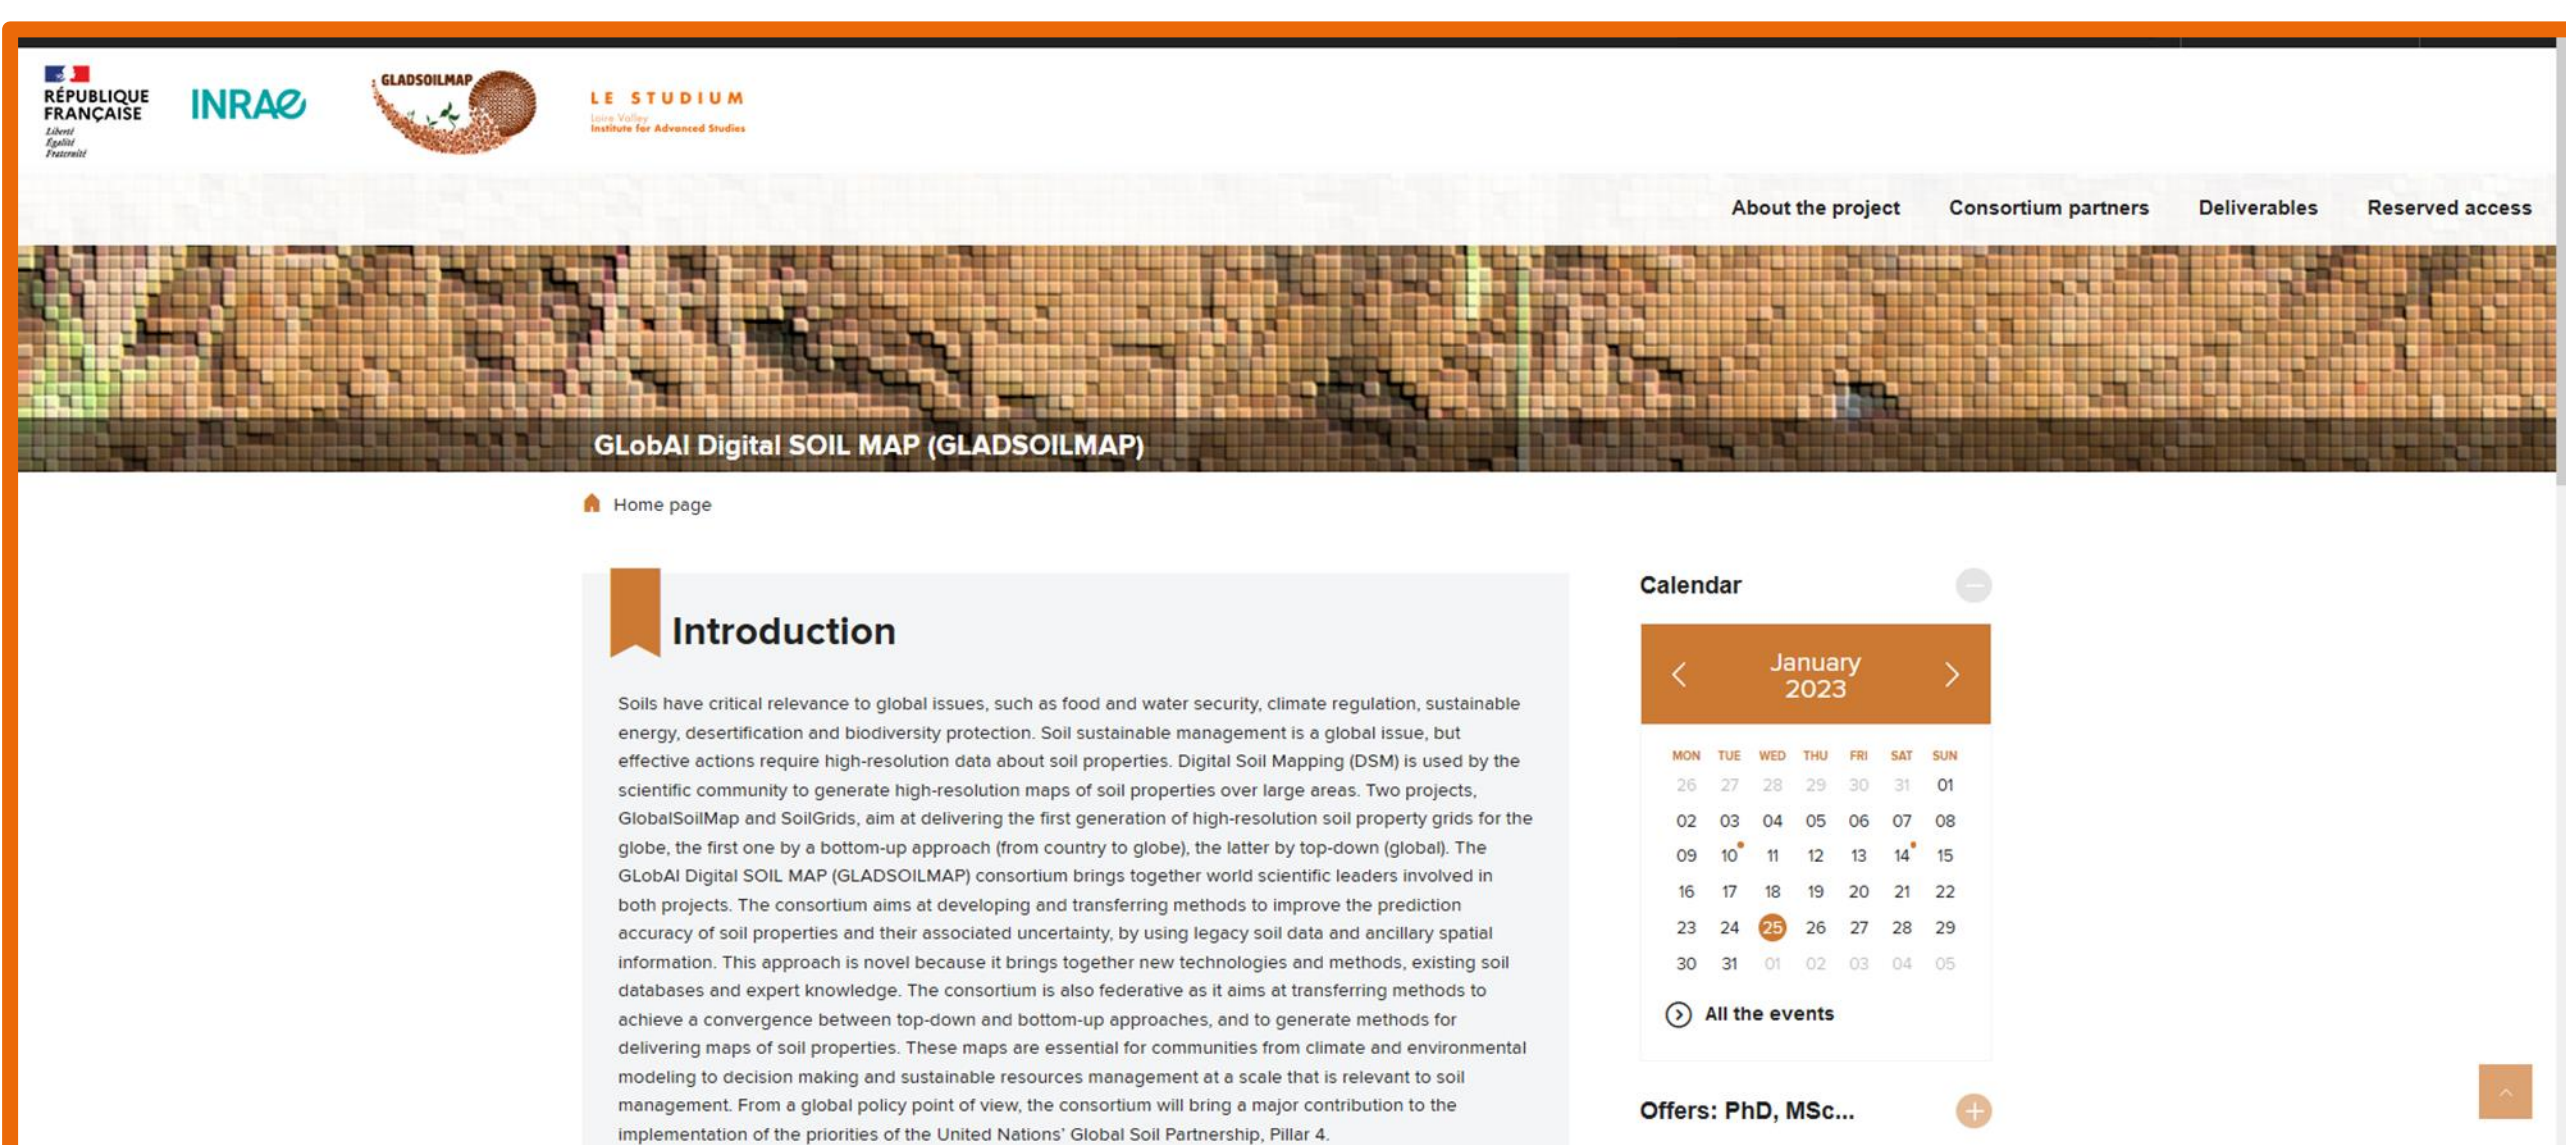 RÉPUBLIQUE
FRANÇAISE
Liberté
Égalité
Fraternité
INRAE
GLADSOILMAP
LE STUDIUM
Loire Valley
Institute for Advanced Studies
About the project Consortium partners Deliverables Reserved access
GLobAl Digital SOIL MAP (GLADSOILMAP)
Home page
Introduction
Soils have critical relevance to global issues, such as food and water security, climate regulation, sustainable
energy, desertification and biodiversity protection. Soil sustainable management is a global issue, but
effective actions require high-resolution data about soil properties. Digital Soil Mapping (DSM) is used by the
scientific community to generate high-resolution maps of soil properties over large areas. Two projects,
GlobalSoilMap and SoilGrids, aim at delivering the first generation of high-resolution soil property grids for the
globe, the first one by a bottom-up approach (from country to globe), the latter by top-down (global). The
GLobAl Digital SOIL MAP (GLADSOILMAP) consortium brings together world scientific leaders involved in
both projects. The consortium aims at developing and transferring methods to improve the prediction
accuracy of soil properties and their associated uncertainty, by using legacy soil data and ancillary spatial
information. This approach is novel because it brings together new technologies and methods, existing soil
databases and expert knowledge. The consortium is also federative as it aims at transferring methods to
achieve a convergence between top-down and bottom-up approaches, and to generate methods for
delivering maps of soil properties. These maps are essential for communities from climate and environmental
modeling to decision making and sustainable resources management at a scale that is relevant to soil
management. From a global policy point of view, the consortium will bring a major contribution to the
implementation of the priorities of the United Nations' Global Soil Partnership, Pillar 4.
Calendar
January
2023
MON TUE WED THU FRI SAT SUN
26 27 28 29 30 31 01
02 03 04 05 06 07 08
09 10 11 12 13 14 15
16 17 18 19 20 21 22
23 24 25 26 27 28 29
30 31 01 02 03 04 05
All the events
Offers: PhD, MSc...